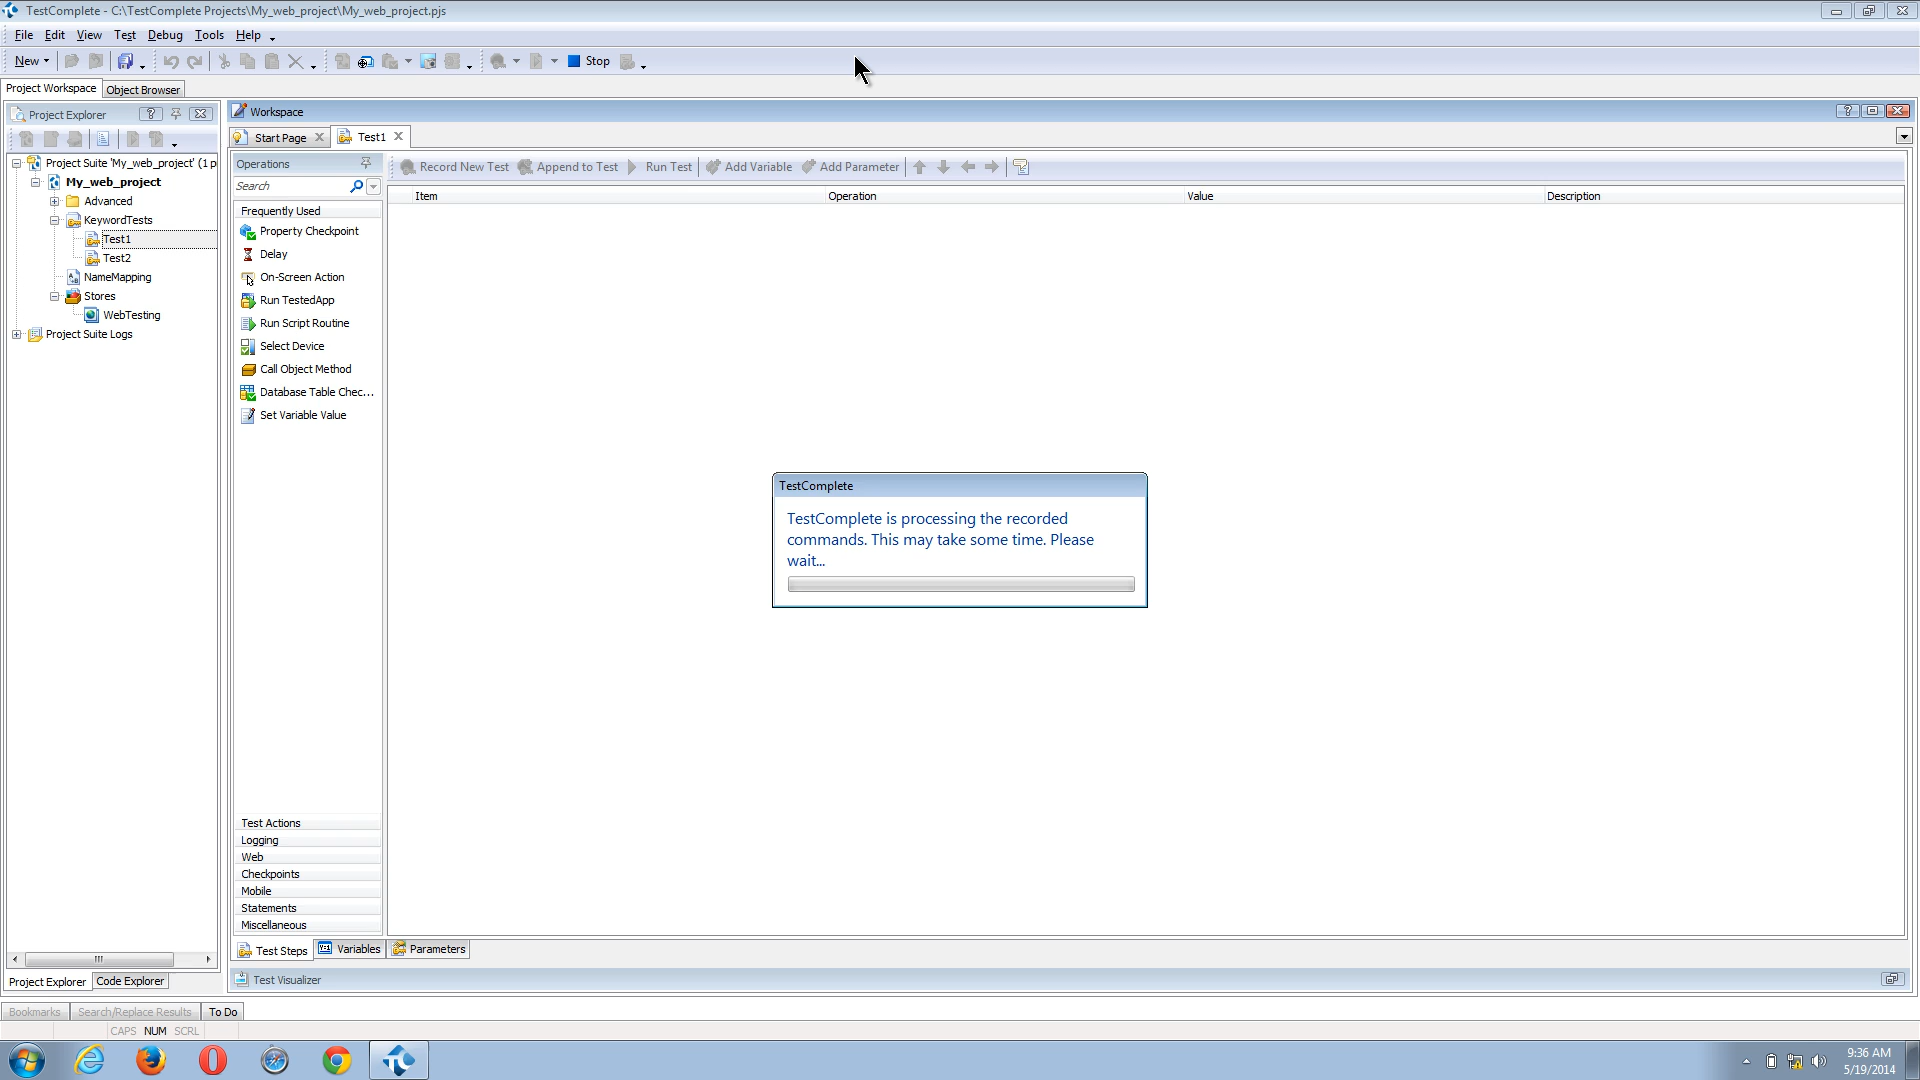 TestComplete - C:\TestComplete Projects\My_web_project\My_web_project.pjs
File Edit View Test Debug Tools Help
New Stop
Project Workspace Object Browser
Project Explorer
Workspace
Start Page Test1
Project Suite 'My_web_project' (1 p
My_web_project
Advanced
KeywordTests
Test1
Test2
NameMapping
Stores
WebTesting
Project Suite Logs
Operations
Search
Frequently Used
Property Checkpoint
Delay
On-Screen Action
Run TestedApp
Run Script Routine
Select Device
Call Object Method
Database Table Chec...
Set Variable Value
Test Actions
Logging
Web
Checkpoints
Mobile
Statements
Miscellaneous
Record New Test Append to Test Run Test Add Variable Add Parameter
Item Operation Value Description
TestComplete
TestComplete is processing the recorded
commands. This may take some time. Please
wait...
Test Steps Variables Parameters
Test Visualizer
Project Explorer Code Explorer
Bookmarks Search/Replace Results To Do
CAPS NUM SCRL
9:36 AM
5/19/2014